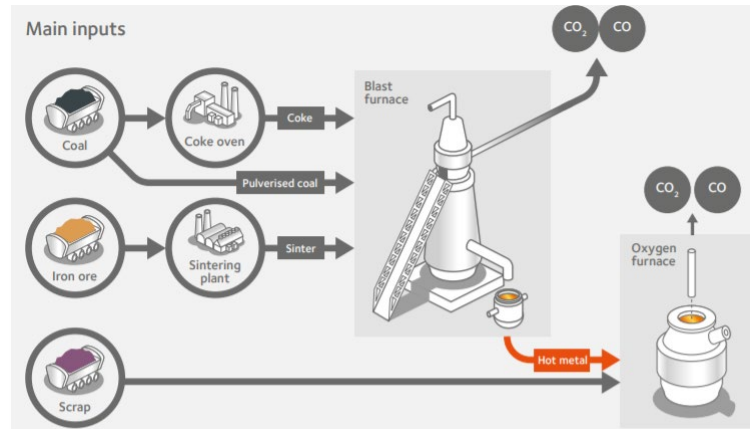 Main inputs
CO2 CO
Blast
furnace
Coal
Coke oven
Coke
Pulverised coal
CO2 CO
Iron ore
Sintering
plant
Sinter
Oxygen
furnace
Hot metal
Scrap